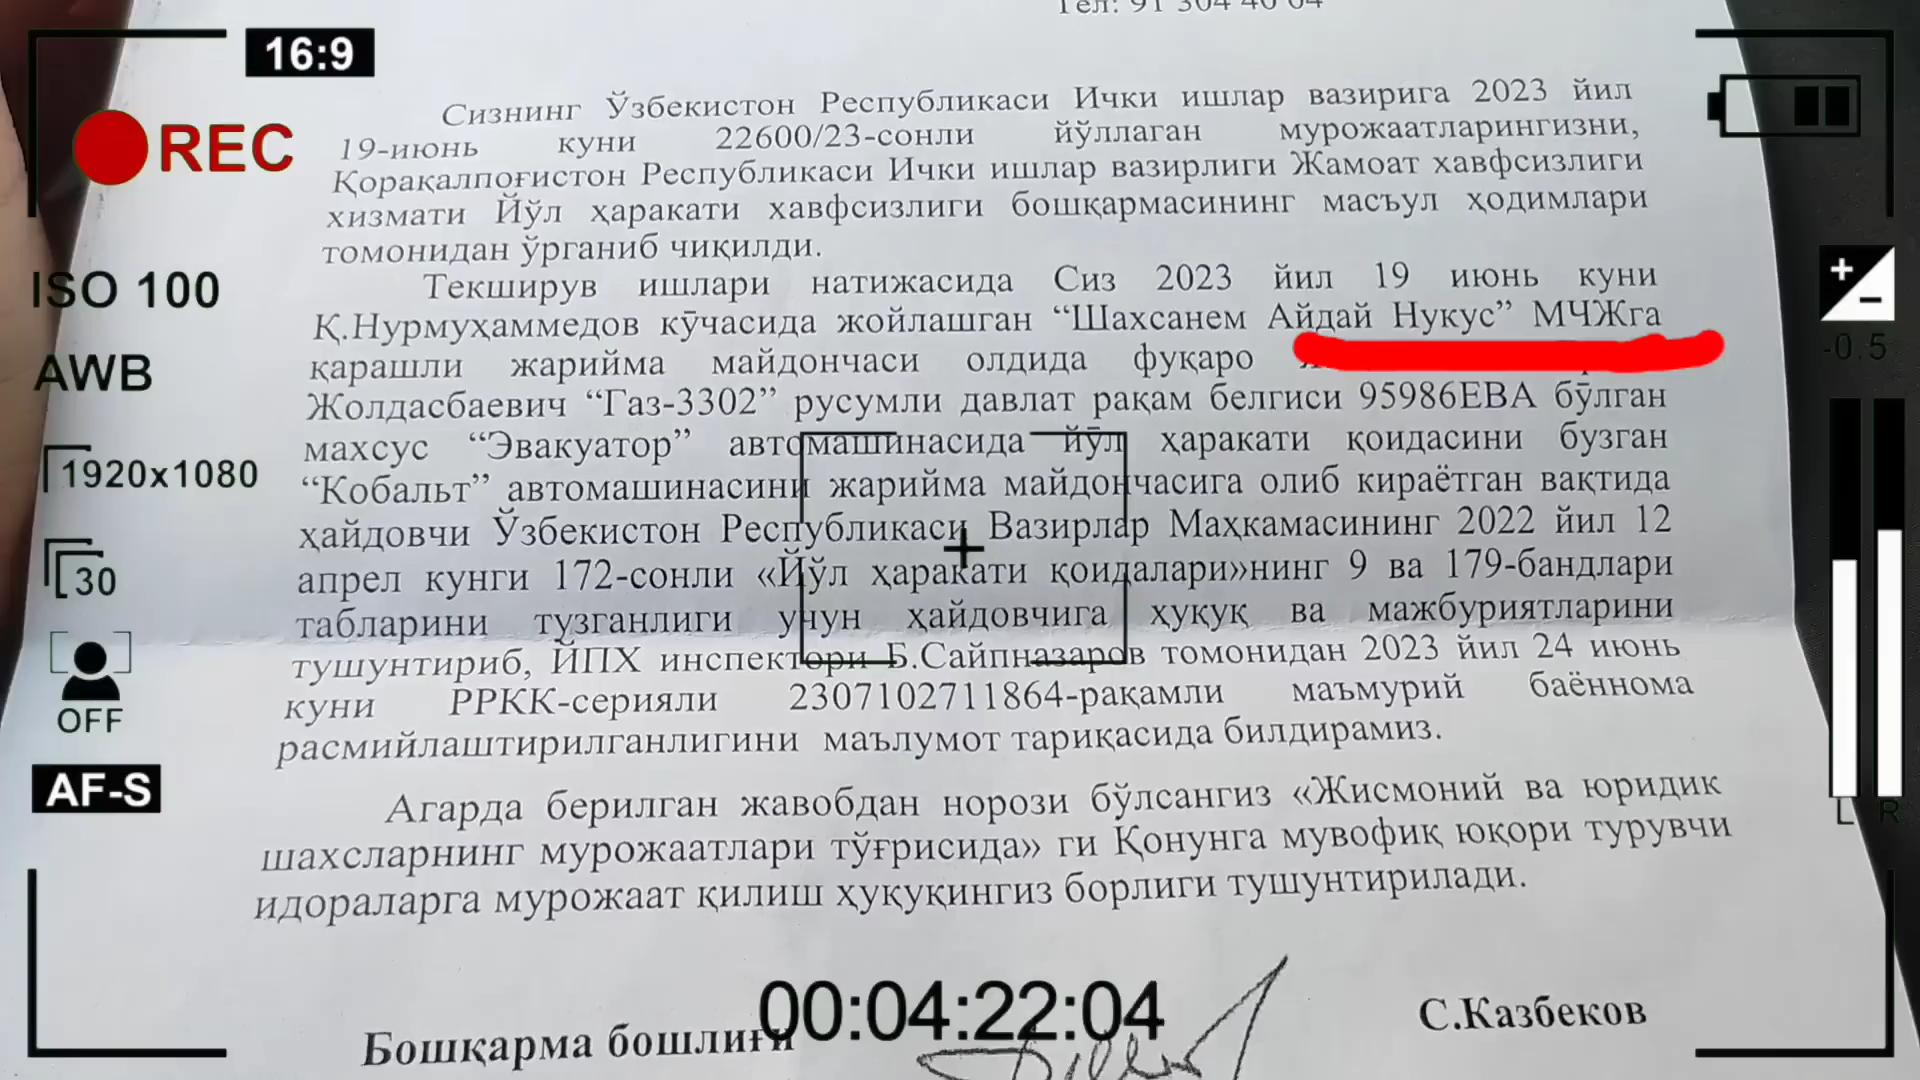 Тел: 91 304 40 04
16:9
REC
ISO 100
AWB
1920x1080
30
OFF
AF-S
-0.5
L R
Сизнинг Ўзбекистон Республикаси Ички ишлар вазирига 2023 йил
19-июнь куни 22600/23-сонли йўллаган мурожаатларингизни,
Қорақалпоғистон Республикаси Ички ишлар вазирлиги Жамоат хавфсизлиги
хизмати Йўл ҳаракати хавфсизлиги бошқармасининг масъул ҳодимлари
томонидан ўрганиб чиқилди.
Текширув ишлари натижасида Сиз 2023 йил 19 июнь куни
Қ.Нурмуҳаммедов кўчасида жойлашган “Шахсанем Айдай Нукус” МЧЖга
қарашли жарийма майдончаси олдида фуқаро
Жолдасбаевич “Газ-3302” русумли давлат рақам белгиси 95986ЕВА бўлган
махсус “Эвакуатор” автомашинасида йўл ҳаракати қоидасини бузган
“Кобальт” автомашинасини жарийма майдончасига олиб кираётган вақтида
ҳайдовчи Ўзбекистон Республикаси Вазирлар Маҳкамасининг 2022 йил 12
апрел кунги 172-сонли «Йўл ҳаракати қоидалари»нинг 9 ва 179-бандлари
табларини тузганлиги учун ҳайдовчига ҳуқуқ ва мажбуриятларини
тушунтириб, ЙПХ инспектори Б.Сайпназаров томонидан 2023 йил 24 июнь
куни РРКК-серияли 2307102711864-рақамли маъмурий баённома
расмийлаштирилганлигини маълумот тариқасида билдирамиз.
Агарда берилган жавобдан норози бўлсангиз «Жисмоний ва юридик
шахсларнинг мурожаатлари тўғрисида» ги Қонунга мувофиқ юқори турувчи
идораларга мурожаат қилиш ҳуқуқингиз борлиги тушунтирилади.
00:04:22:04
Бошқарма бошлиғи С.Казбеков